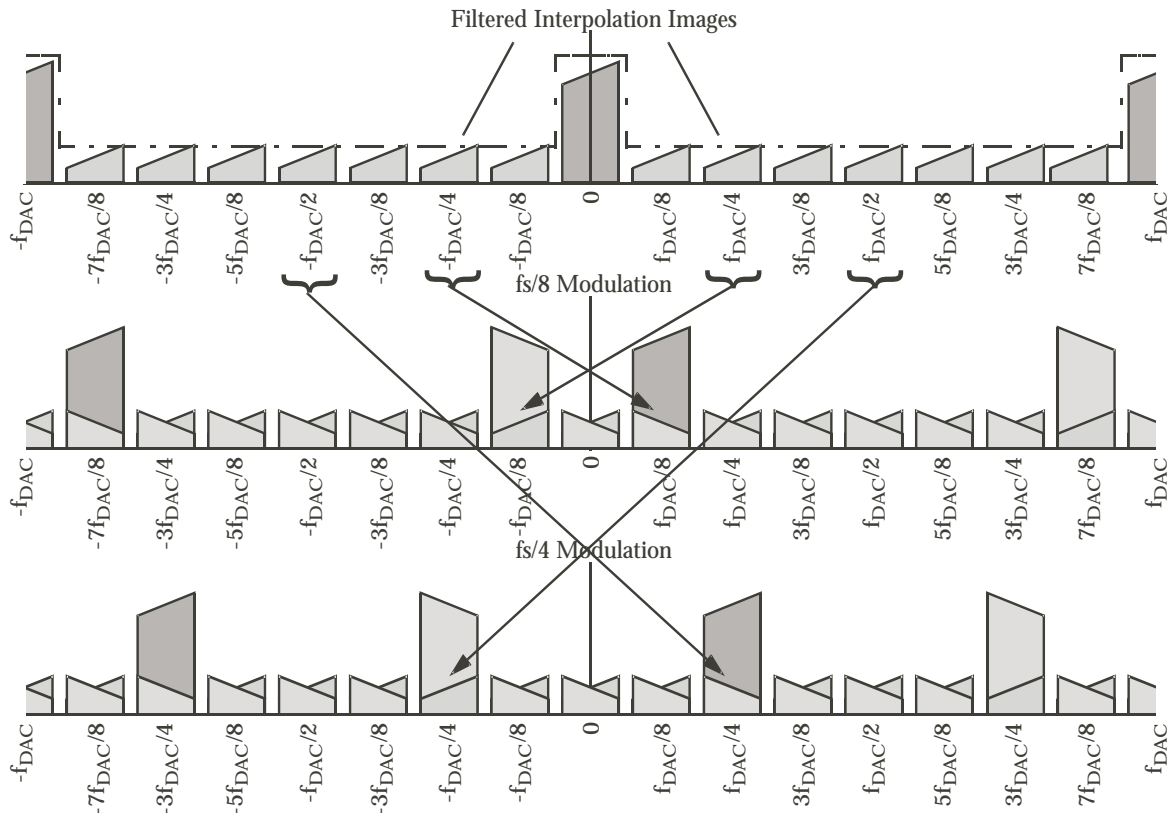 Filtered Interpolation Images
-fDAC
-7fDAC/8
-3fDAC/4
-5fDAC/8
-fDAC/2
-3fDAC/8
-fDAC/4
-fDAC/8
0
fDAC/8
fDAC/4
3fDAC/8
fDAC/2
5fDAC/8
3fDAC/4
7fDAC/8
fDAC
fs/8 Modulation
-fDAC
-7fDAC/8
-3fDAC/4
-5fDAC/8
-fDAC/2
-3fDAC/8
-fDAC/4
-fDAC/8
0
fDAC/8
fDAC/4
3fDAC/8
fDAC/2
5fDAC/8
3fDAC/4
7fDAC/8
fDAC
fs/4 Modulation
-fDAC
-7fDAC/8
-3fDAC/4
-5fDAC/8
-fDAC/2
-3fDAC/8
-fDAC/4
-fDAC/8
0
fDAC/8
fDAC/4
3fDAC/8
fDAC/2
5fDAC/8
3fDAC/4
7fDAC/8
fDAC